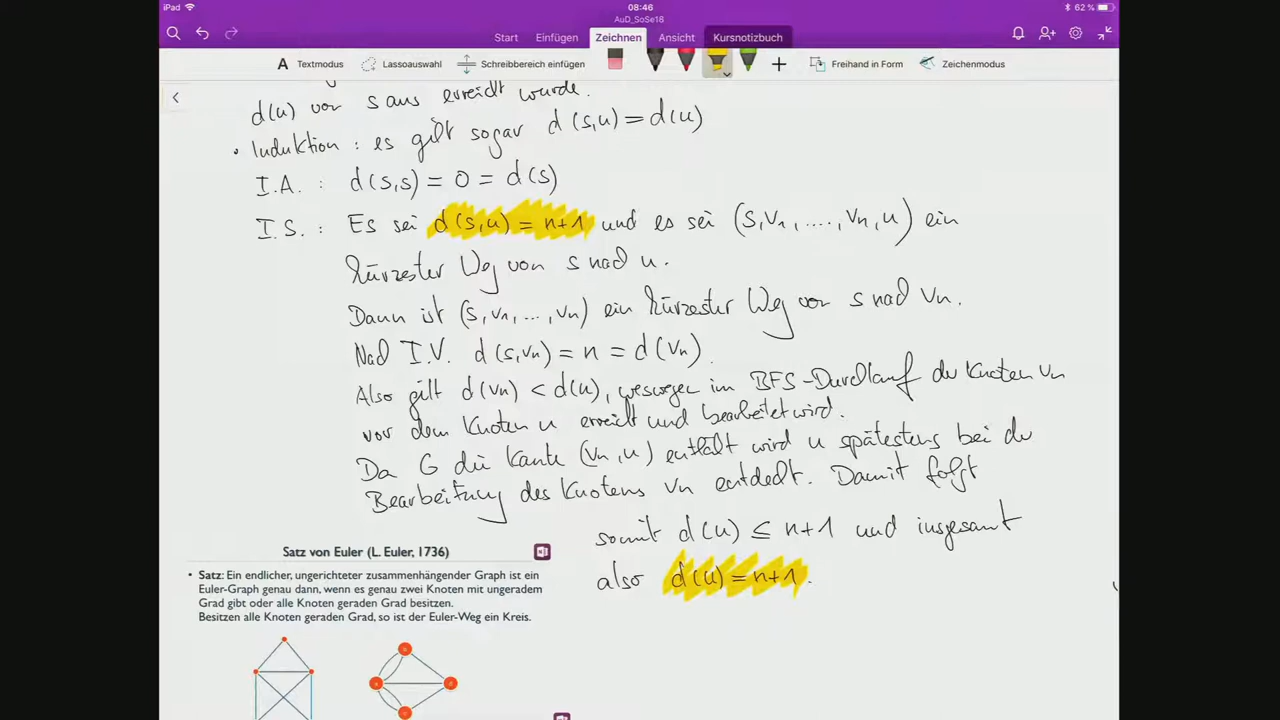 iPad
08:46
62 %
AuD_SoSe18
Start Einfügen Zeichnen Ansicht Kursnotizbuch
A Textmodus Lassoauswahl Schreibbereich einfügen Freihand in Form Zeichenmodus
d(u) von s aus erreicht wurde.
• Induktion : es gilt sogar d(s,u) = d(u)
I.A. : d(s,s) = 0 = d(s)
I.S. : Es sei d(s,u) = n+1 und es sei (s,v1,....,vn,u) ein
kürzester Weg von s nach u.
Dann ist (s,v1,...,vn) ein kürzester Weg von s nach vn.
Nach I.V. d(s,vn) = n = d(vn).
Also gilt d(vn) < d(u), weswegen im BFS-Durchlauf der Knoten vn
vor dem Knoten u erreicht und bearbeitet wird.
Da G die Kante (vn,u) enthält wird u spätestens bei der
Bearbeitung des Knotens vn entdeckt. Damit folgt
somit d(u) ≤ n+1 und insgesamt
also d(u) = n+1.
Satz von Euler (L. Euler, 1736)
• Satz: Ein endlicher, ungerichteter zusammenhängender Graph ist ein
Euler-Graph genau dann, wenn es genau zwei Knoten mit ungeradem
Grad gibt oder alle Knoten geraden Grad besitzen.
Besitzen alle Knoten geraden Grad, so ist der Euler-Weg ein Kreis.